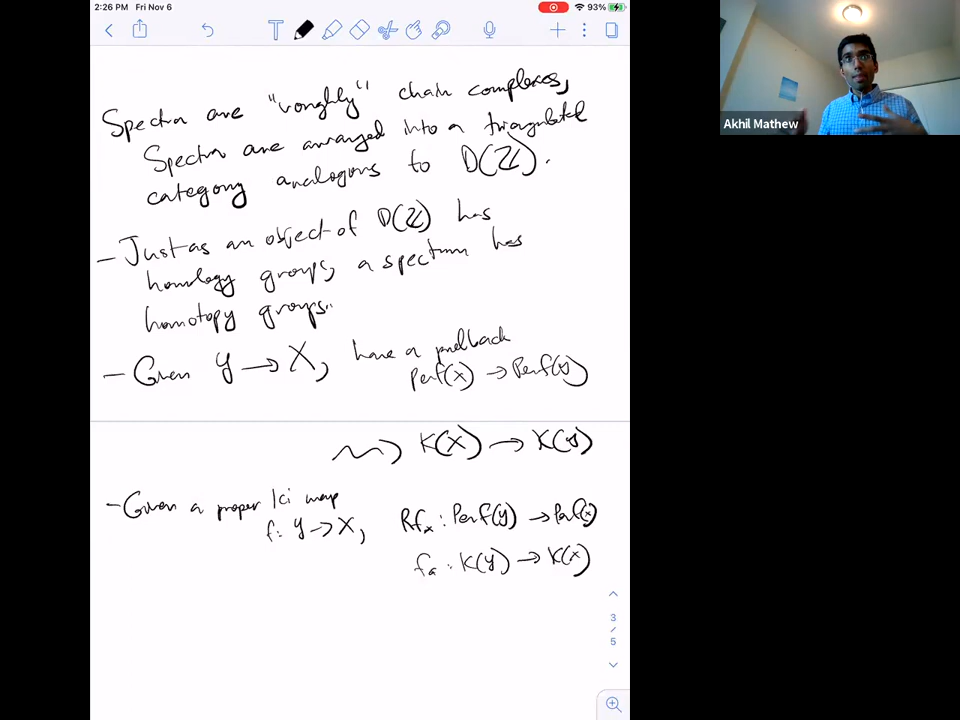 2:26 PM Fri Nov 6
93%
Akhil Mathew
Spectra are "roughly" chain complexes,
Spectra are arranged into a triangulated
category analogous to D(ℤ).
- Just as an object of D(ℤ) has
homology groups, a spectrum has
homotopy groups.
- Given Y → X, have a pullback
Perf(X) → Perf(Y)
⇝ K(X) → K(Y)
- Given a proper lci map
f: Y → X, Rf_*: Perf(Y) → Perf(X)
f_*: K(Y) → K(X)
3
/
5